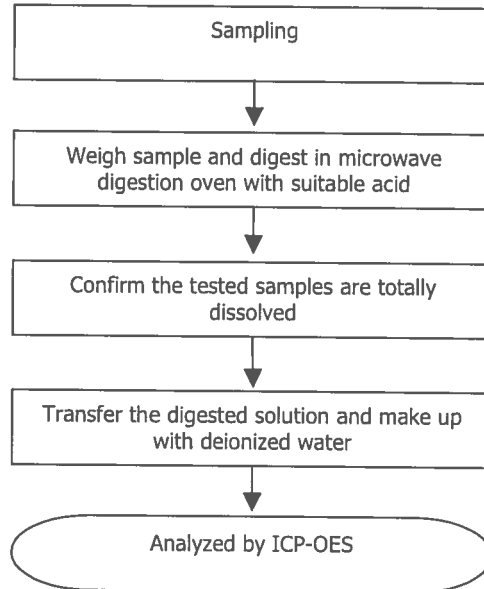 Sampling
Weigh sample and digest in microwave
digestion oven with suitable acid
Confirm the tested samples are totally
dissolved
Transfer the digested solution and make up
with deionized water
Analyzed by ICP-OES